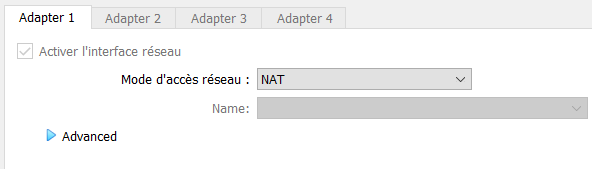 Adapter 1 Adapter 2 Adapter 3 Adapter 4
Activer l'interface réseau
Mode d'accès réseau : NAT
Name:
Advanced